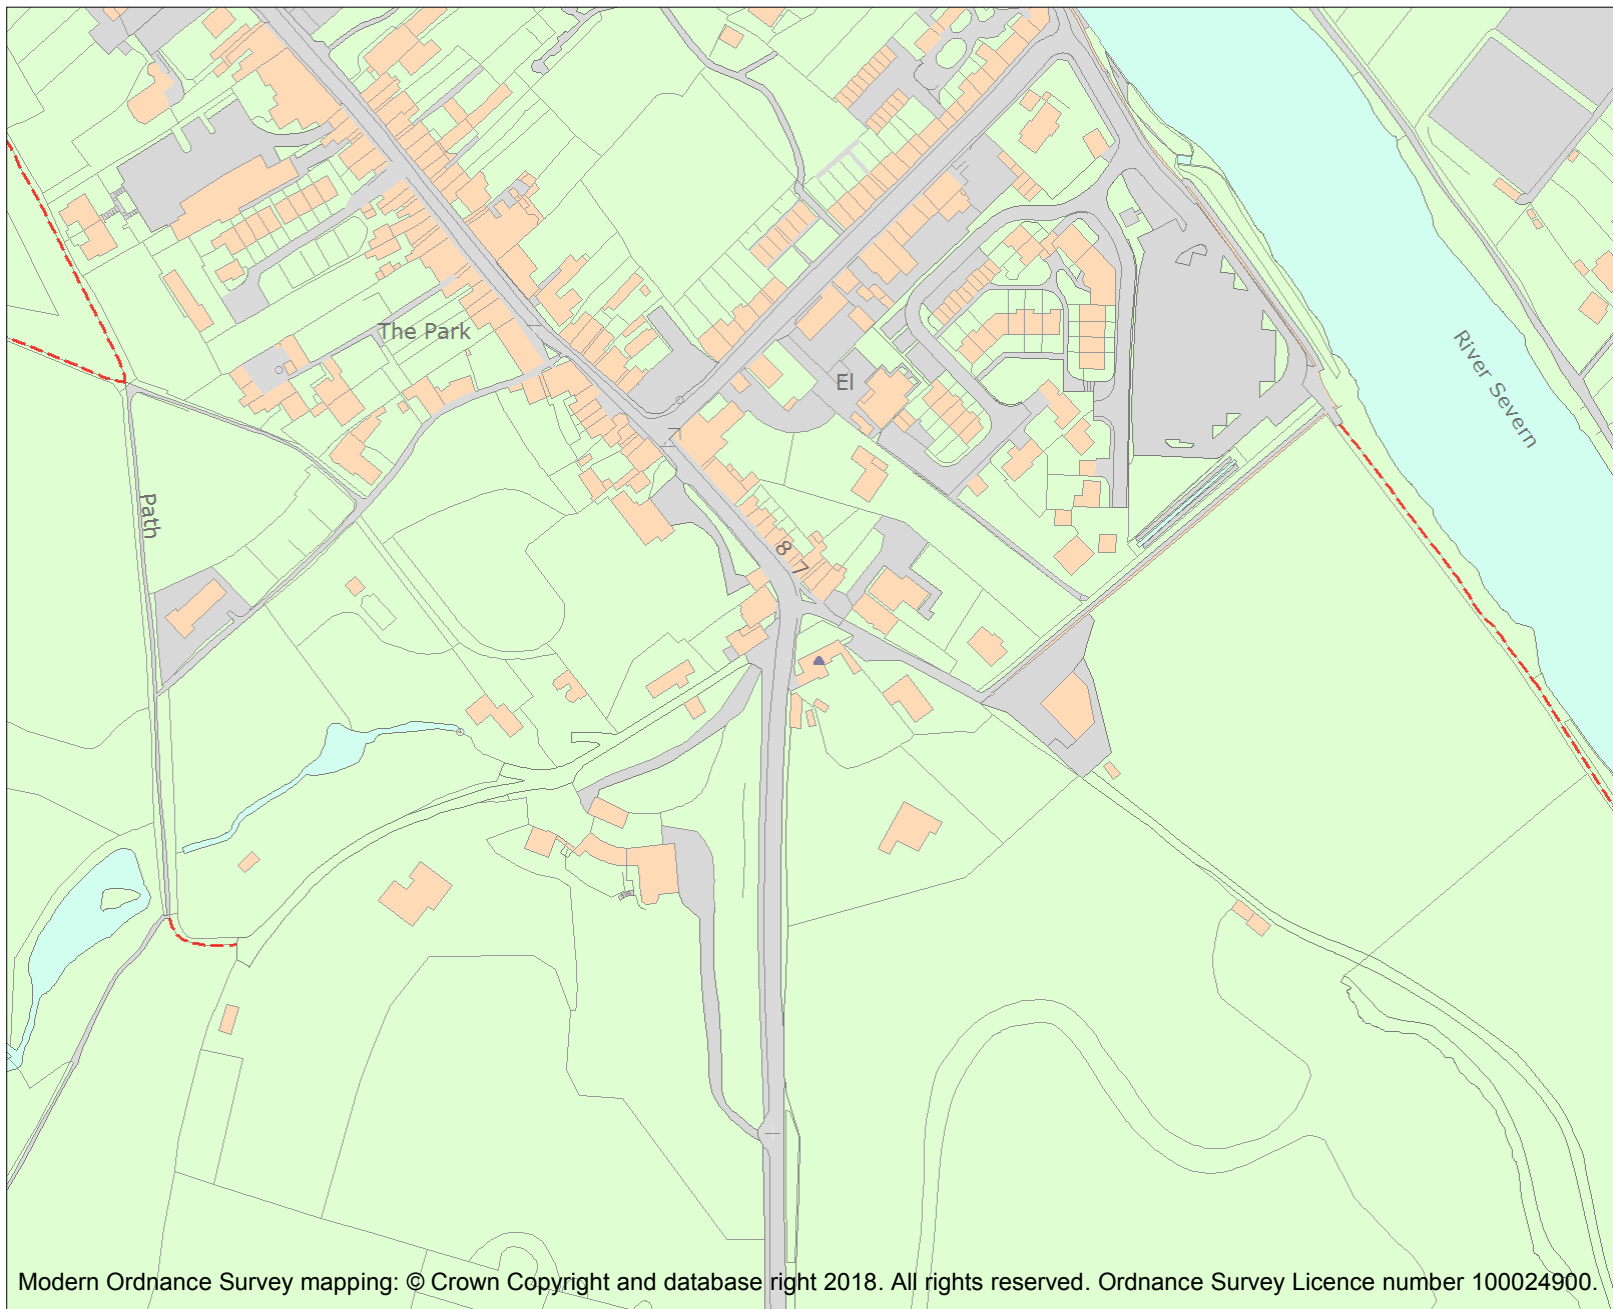 The Park
El
River Severn
Path
8
7
Modern Ordnance Survey mapping: © Crown Copyright and database right 2018. All rights reserved. Ordnance Survey Licence number 100024900.